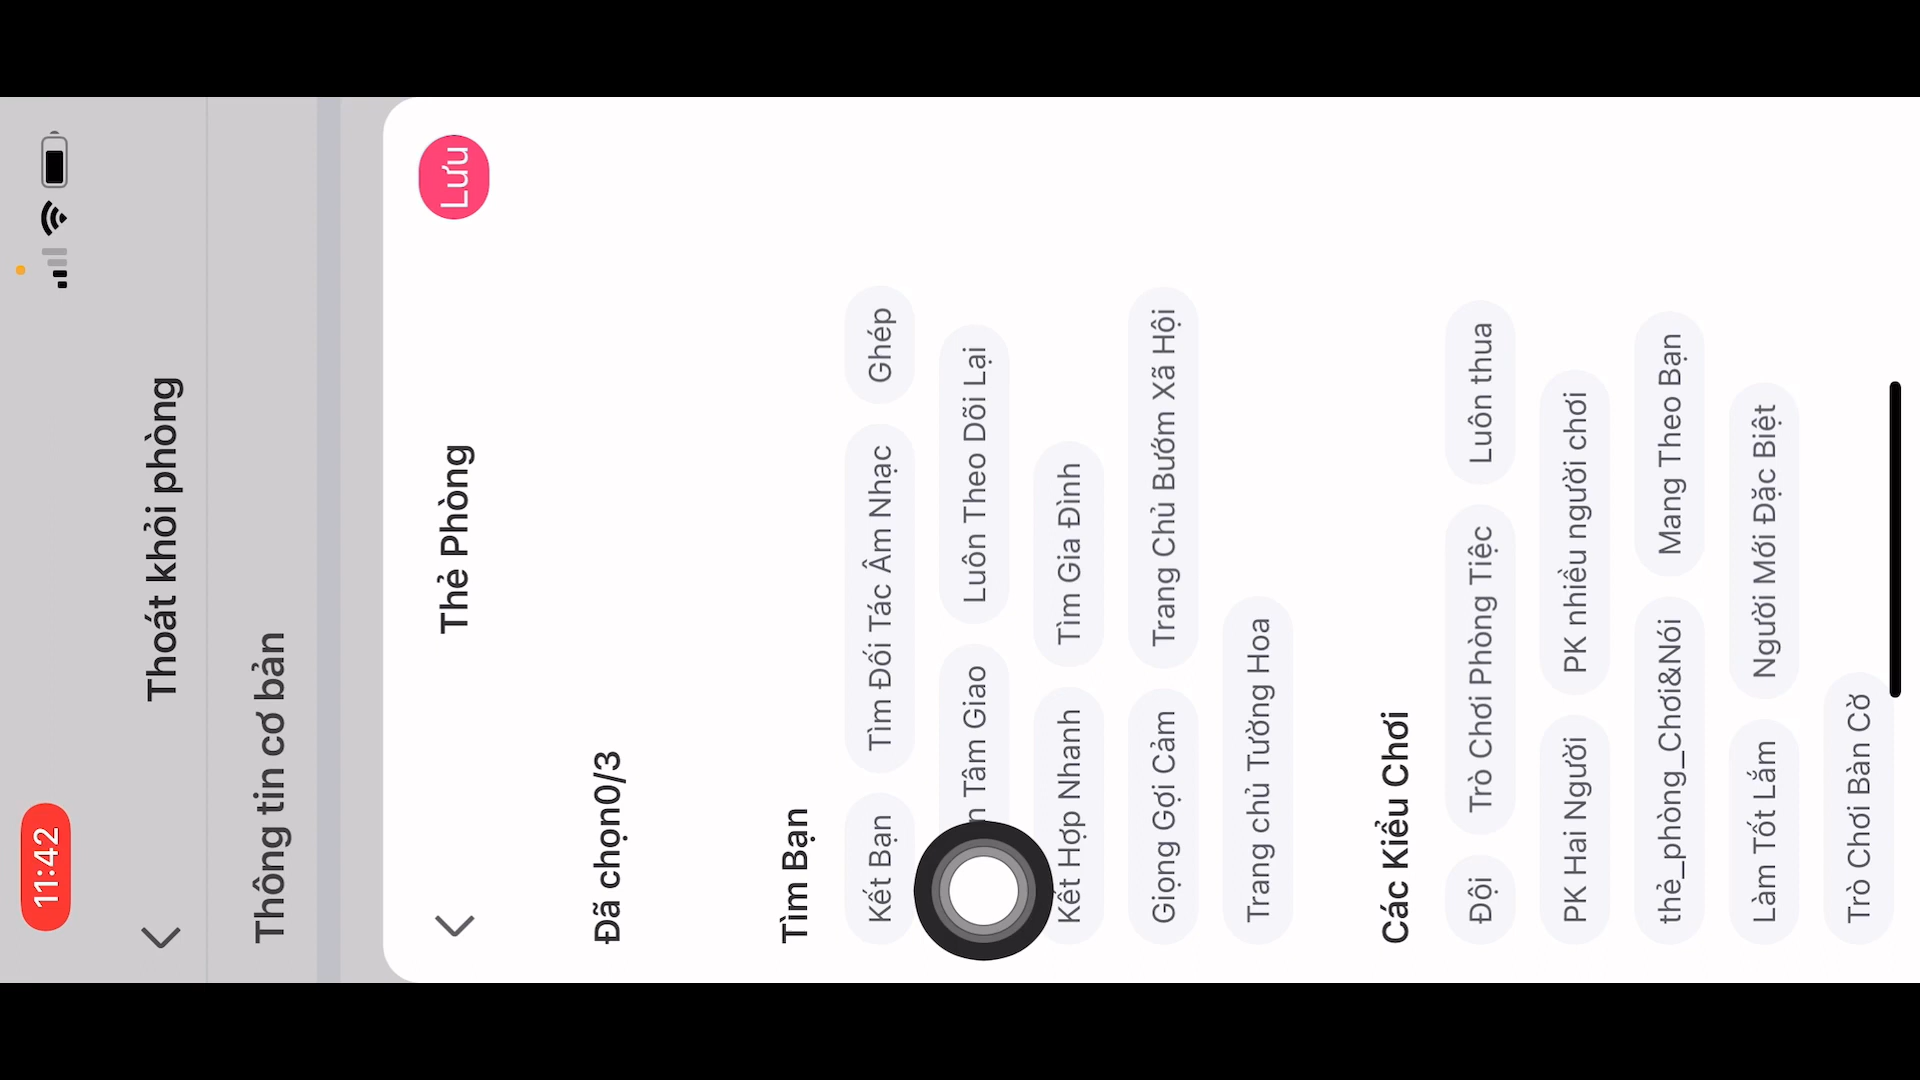 11:42
Thoát khỏi phòng
Thông tin cơ bản
Thẻ Phòng Lưu
Đã chọn0/3
Tìm Bạn
Kết Bạn Tìm Đối Tác Âm Nhạc Ghép
Tâm Giao Luôn Theo Dõi Lại
Kết Hợp Nhanh Tìm Gia Đình
Giọng Gợi Cảm Trang Chủ Bướm Xã Hội
Trang chủ Tường Hoa
Các Kiểu Chơi
Đội Trò Chơi Phòng Tiệc Luôn thua
PK Hai Người PK nhiều người chơi
thẻ_phòng_Chơi&Nói Mang Theo Bạn
Làm Tốt Lắm Người Mới Đặc Biệt
Trò Chơi Bàn Cờ